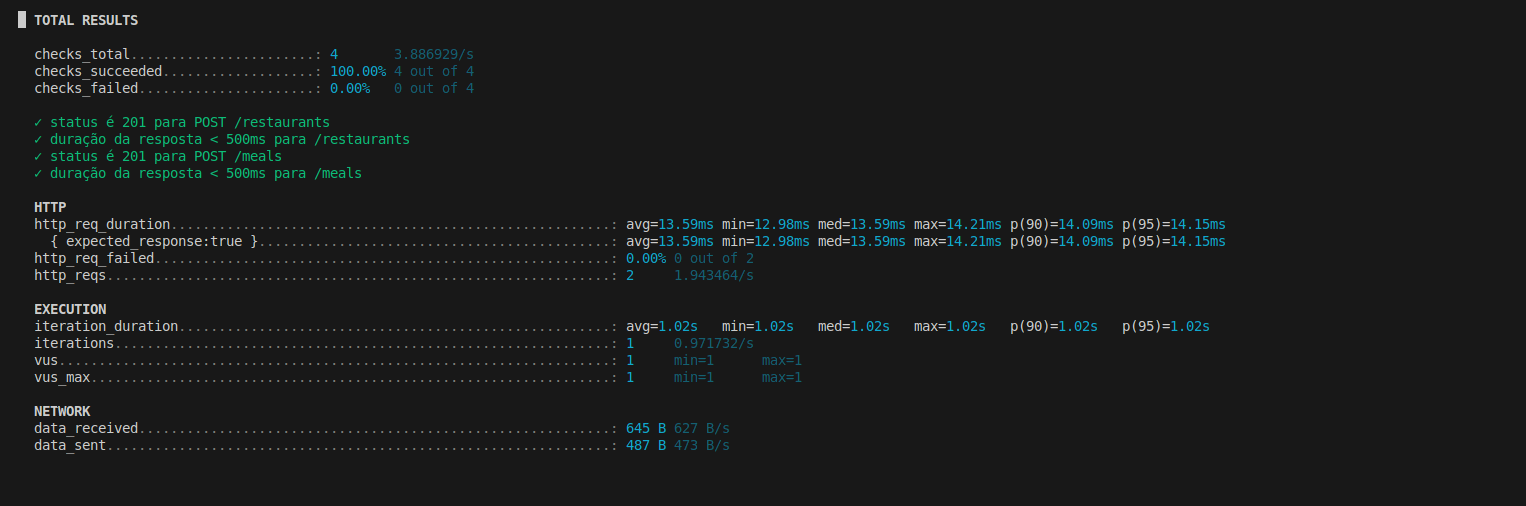 TOTAL RESULTS
checks_total.......................: 4       3.886929/s
checks_succeeded...................: 100.00% 4 out of 4
checks_failed......................: 0.00%   0 out of 4
✓ status é 201 para POST /restaurants
✓ duração da resposta < 500ms para /restaurants
✓ status é 201 para POST /meals
✓ duração da resposta < 500ms para /meals
HTTP
http_req_duration.......................................................: avg=13.59ms min=12.98ms med=13.59ms max=14.21ms p(90)=14.09ms p(95)=14.15ms
{ expected_response:true }............................................: avg=13.59ms min=12.98ms med=13.59ms max=14.21ms p(90)=14.09ms p(95)=14.15ms
http_req_failed.........................................................: 0.00% 0 out of 2
http_reqs...............................................................: 2     1.943464/s
EXECUTION
iteration_duration......................................................: avg=1.02s   min=1.02s   med=1.02s   max=1.02s   p(90)=1.02s   p(95)=1.02s
iterations..............................................................: 1     0.971732/s
vus.....................................................................: 1     min=1      max=1
vus_max.................................................................: 1     min=1      max=1
NETWORK
data_received...........................................................: 645 B 627 B/s
data_sent...............................................................: 487 B 473 B/s